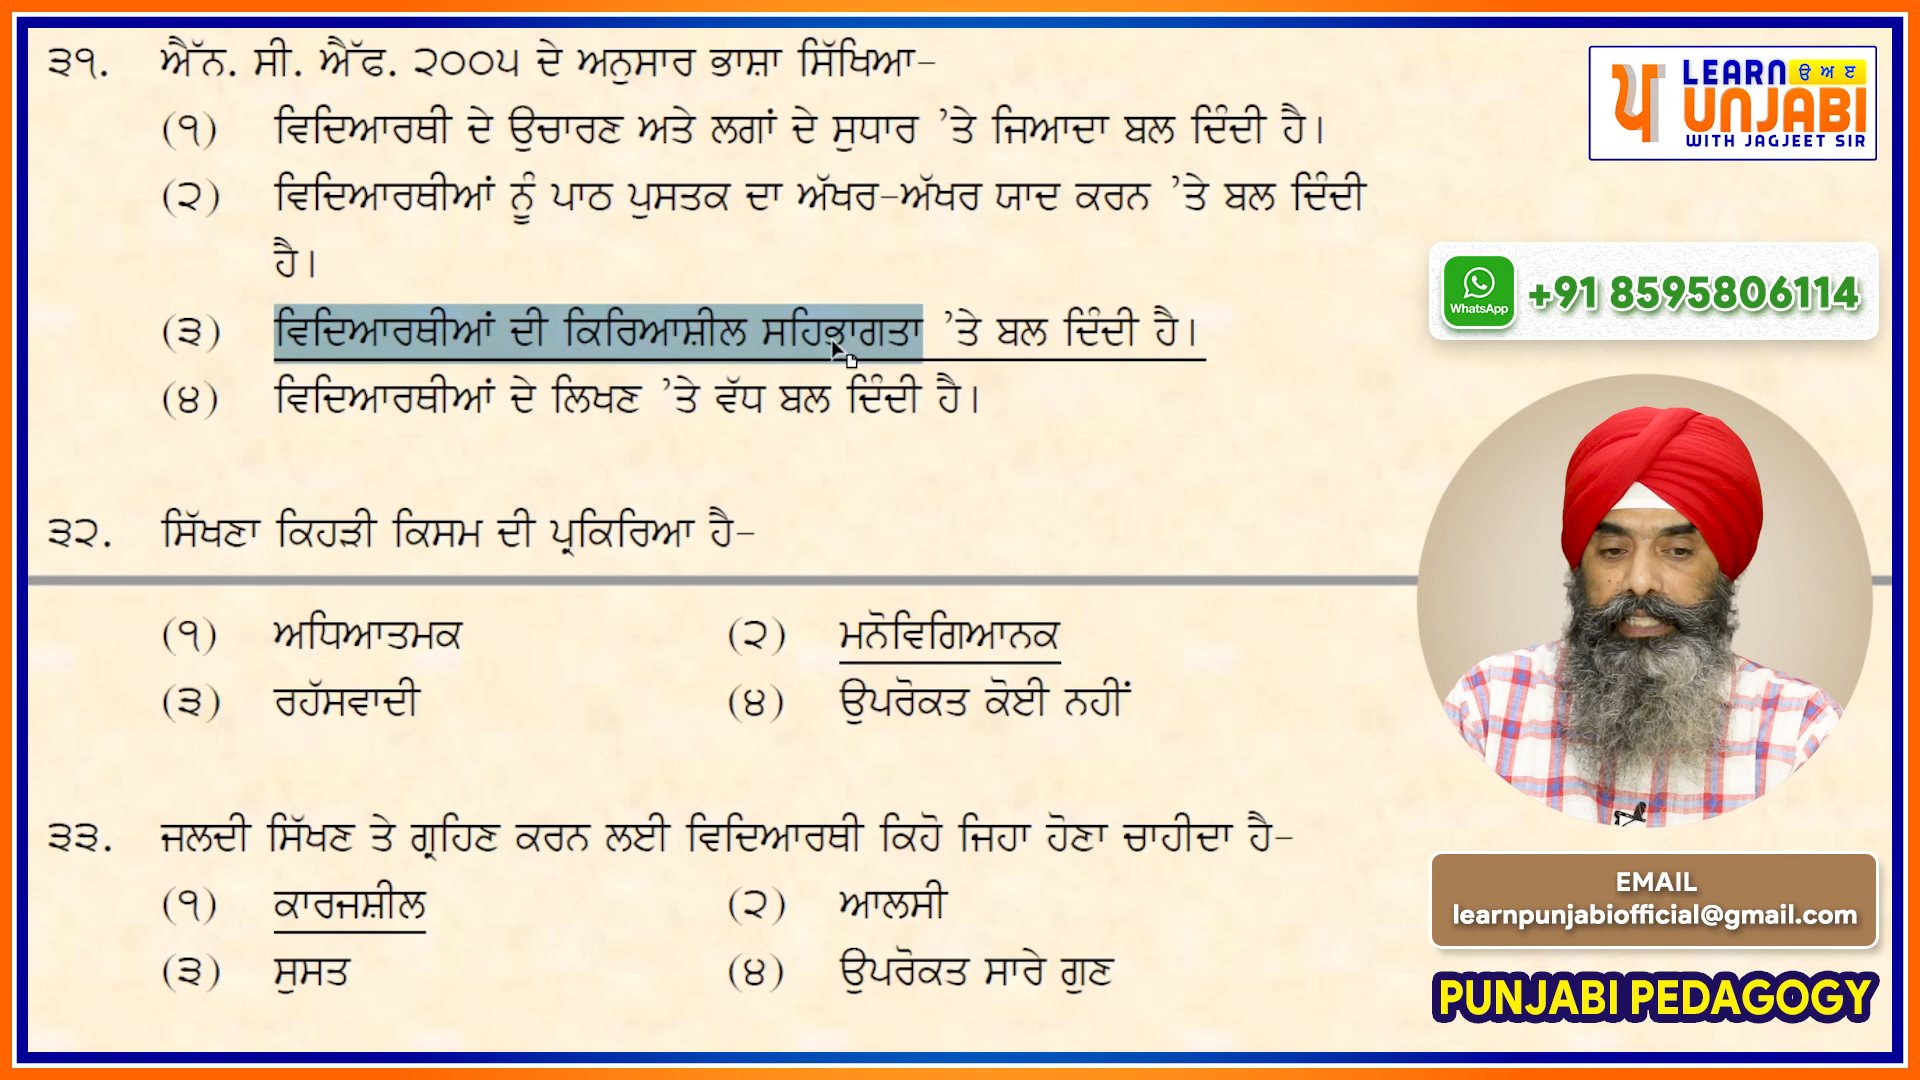 ੩੧. ਐੱਨ. ਸੀ. ਐੱਫ. ੨੦੦੫ ਦੇ ਅਨੁਸਾਰ ਭਾਸ਼ਾ ਸਿੱਖਿਆ-
(੧) ਵਿਦਿਆਰਥੀ ਦੇ ਉਚਾਰਣ ਅਤੇ ਲਗਾਂ ਦੇ ਸੁਧਾਰ ’ਤੇ ਜਿਆਦਾ ਬਲ ਦਿੰਦੀ ਹੈ।
(੨) ਵਿਦਿਆਰਥੀਆਂ ਨੂੰ ਪਾਠ ਪੁਸਤਕ ਦਾ ਅੱਖਰ-ਅੱਖਰ ਯਾਦ ਕਰਨ ’ਤੇ ਬਲ ਦਿੰਦੀ
ਹੈ।
(੩) ਵਿਦਿਆਰਥੀਆਂ ਦੀ ਕਿਰਿਆਸ਼ੀਲ ਸਹਿਭਾਗਤਾ ’ਤੇ ਬਲ ਦਿੰਦੀ ਹੈ।
(੪) ਵਿਦਿਆਰਥੀਆਂ ਦੇ ਲਿਖਣ ’ਤੇ ਵੱਧ ਬਲ ਦਿੰਦੀ ਹੈ।
੩੨. ਸਿੱਖਣਾ ਕਿਹੜੀ ਕਿਸਮ ਦੀ ਪ੍ਰਕਿਰਿਆ ਹੈ-
(੧) ਅਧਿਆਤਮਕ (੨) ਮਨੋਵਿਗਿਆਨਕ
(੩) ਰਹੱਸਵਾਦੀ (੪) ਉਪਰੋਕਤ ਕੋਈ ਨਹੀਂ
੩੩. ਜਲਦੀ ਸਿੱਖਣ ਤੇ ਗ੍ਰਹਿਣ ਕਰਨ ਲਈ ਵਿਦਿਆਰਥੀ ਕਿਹੋ ਜਿਹਾ ਹੋਣਾ ਚਾਹੀਦਾ ਹੈ-
(੧) ਕਾਰਜਸ਼ੀਲ (੨) ਆਲਸੀ
(੩) ਸੁਸਤ (੪) ਉਪਰੋਕਤ ਸਾਰੇ ਗੁਣ
ਪ LEARN ੳ ਅ ੲ
UNJABI
WITH JAGJEET SIR
WhatsApp +91 8595806114
EMAIL
learnpunjabiofficial@gmail.com
PUNJABI PEDAGOGY